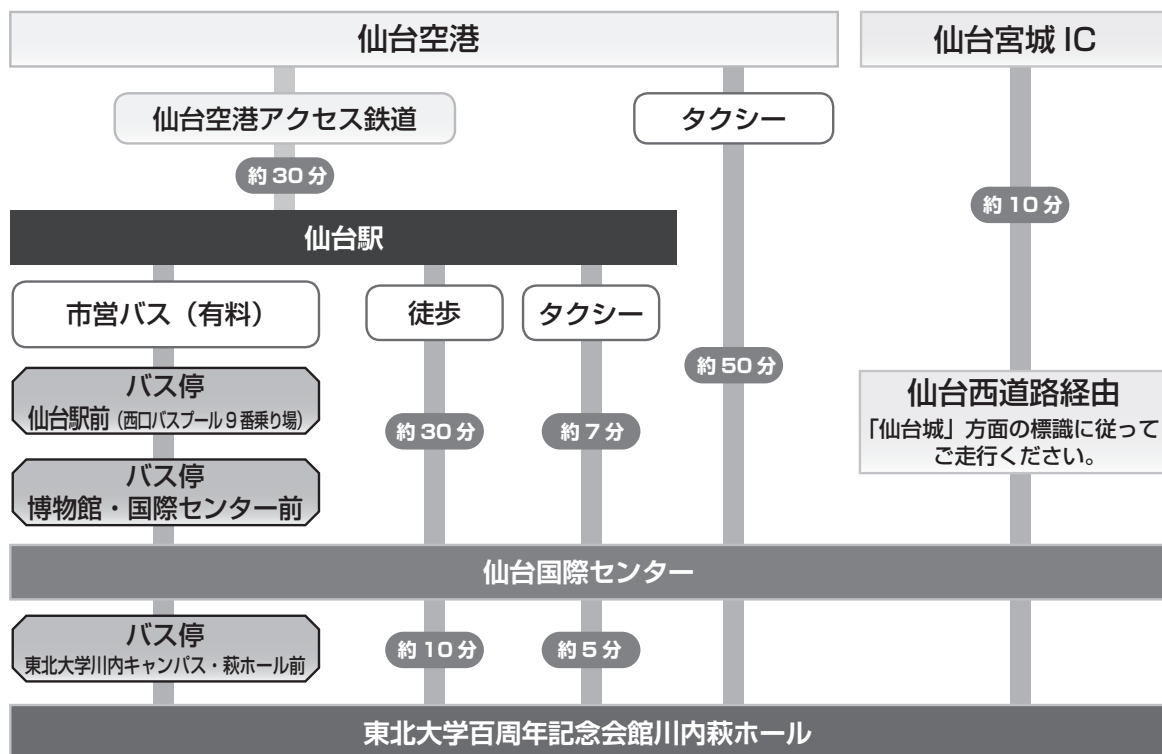 仙台空港
仙台宮城 IC
仙台空港アクセス鉄道
タクシー
約 30 分
約 10 分
仙台駅
市営バス(有料)
徒歩
タクシー
約 50 分
バス停
仙台駅前(西口バスプール 9 番乗り場)
約 30 分
約 7 分
仙台西道路経由
「仙台城」方面の標識に従って
ご走行ください。
バス停
博物館・国際センター前
仙台国際センター
バス停
東北大学川内キャンパス・萩ホール前
約 10 分
約 5 分
東北大学百周年記念会館川内萩ホール